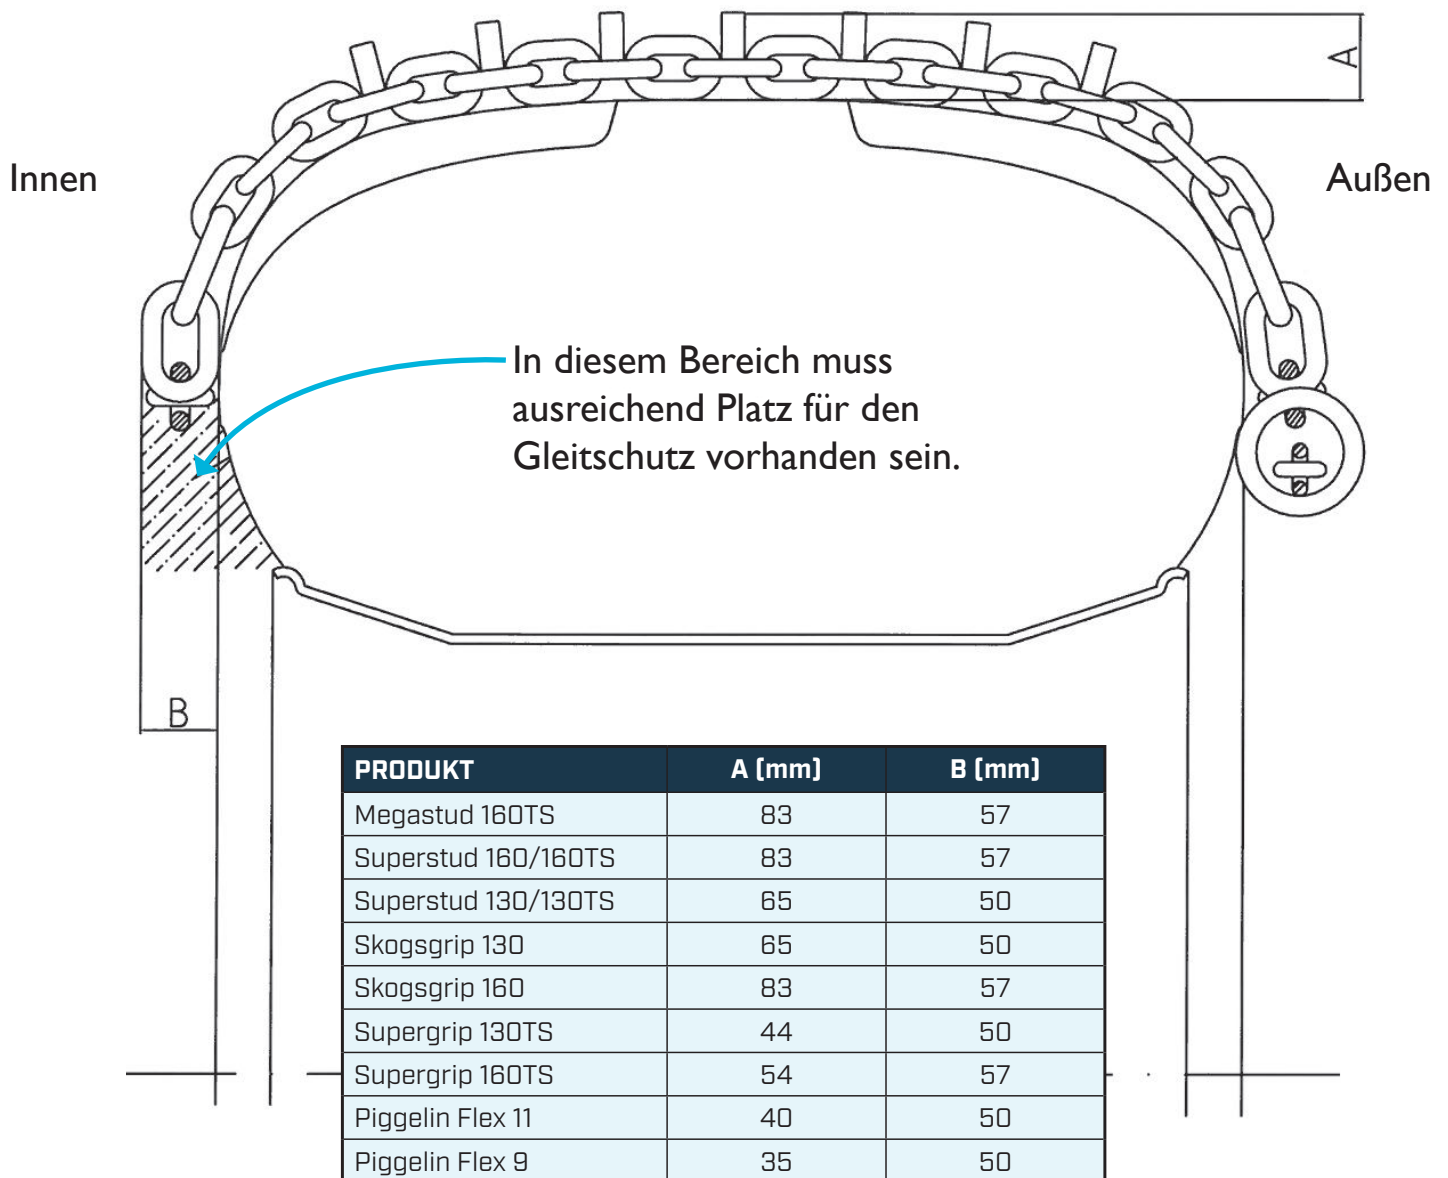 A
Innen
Außen
In diesem Bereich muss
ausreichend Platz für den
Gleitschutz vorhanden sein.
B
PRODUKT A (mm) B (mm)
Megastud 160TS 83 57
Superstud 160/160TS 83 57
Superstud 130/130TS 65 50
Skogsgrip 130 65 50
Skogsgrip 160 83 57
Supergrip 130TS 44 50
Supergrip 160TS 54 57
Piggelin Flex 11 40 50
Piggelin Flex 9 35 50